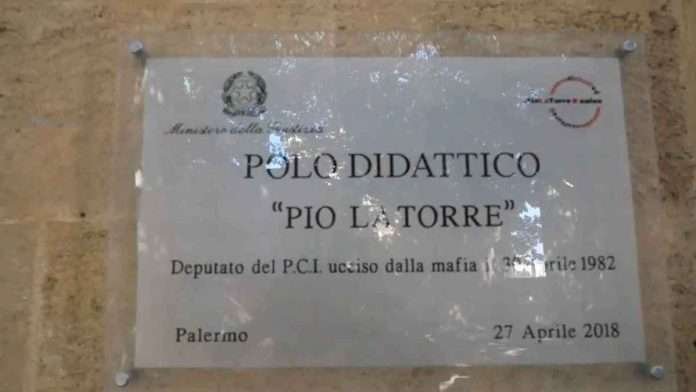 Ministero della Giustizia
POLO DIDATTICO
"PIO LA TORRE"
Deputato del P.C.I. ucciso dalla mafia il 30 Aprile 1982
Palermo 27 Aprile 2018